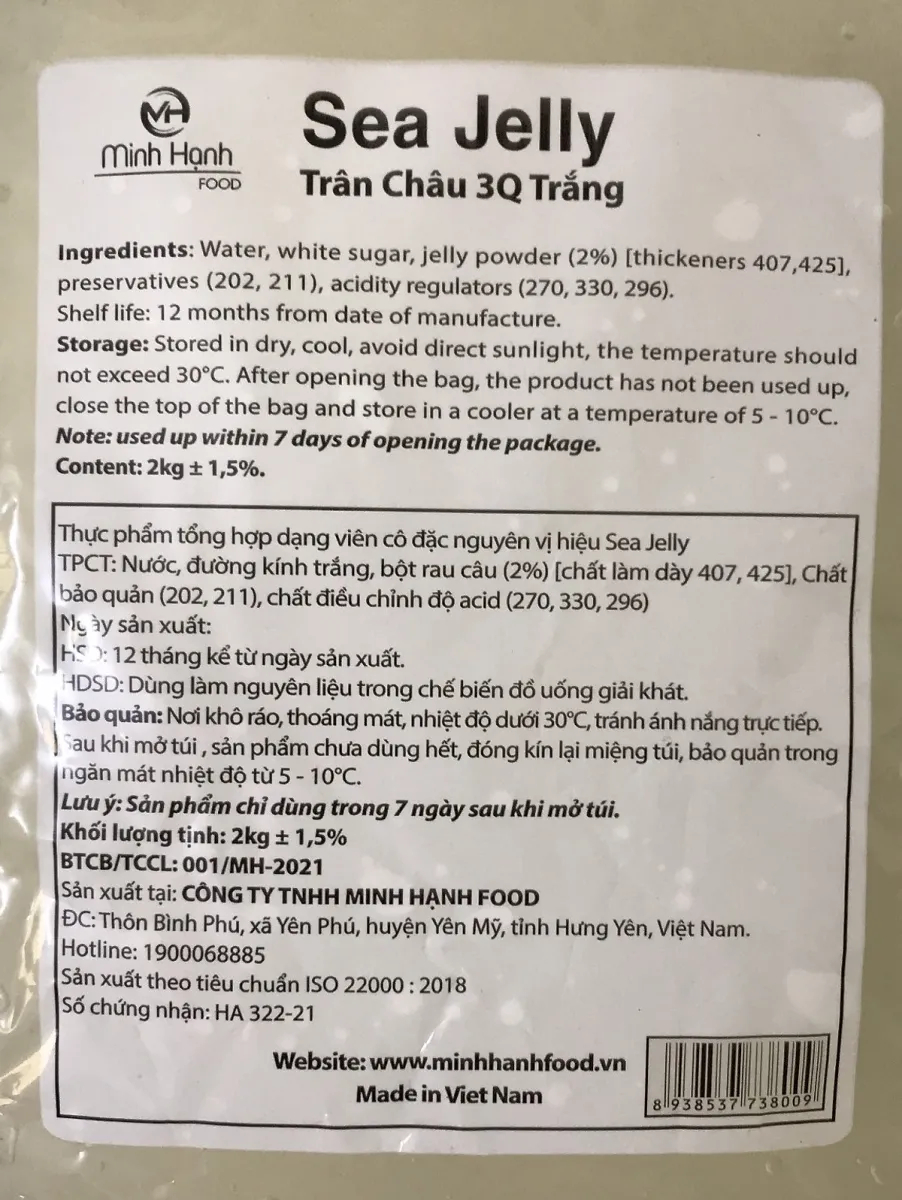 MH
Minh Hạnh
FOOD
Sea Jelly
Trân Châu 3Q Trắng
Ingredients: Water, white sugar, jelly powder (2%) [thickeners 407,425],
preservatives (202, 211), acidity regulators (270, 330, 296).
Shelf life: 12 months from date of manufacture.
Storage: Stored in dry, cool, avoid direct sunlight, the temperature should
not exceed 30°C. After opening the bag, the product has not been used up,
close the top of the bag and store in a cooler at a temperature of 5 - 10°C.
Note: used up within 7 days of opening the package.
Content: 2kg ± 1,5%.
Thực phẩm tổng hợp dạng viên cô đặc nguyên vị hiệu Sea Jelly
TPCT: Nước, đường kính trắng, bột rau câu (2%) [chất làm dày 407, 425], Chất
bảo quản (202, 211), chất điều chỉnh độ acid (270, 330, 296)
Ngày sản xuất:
HSD: 12 tháng kể từ ngày sản xuất.
HDSD: Dùng làm nguyên liệu trong chế biến đồ uống giải khát.
Bảo quản: Nơi khô ráo, thoáng mát, nhiệt độ dưới 30°C, tránh ánh nắng trực tiếp.
Sau khi mở túi , sản phẩm chưa dùng hết, đóng kín lại miệng túi, bảo quản trong
ngăn mát nhiệt độ từ 5 - 10°C.
Lưu ý: Sản phẩm chỉ dùng trong 7 ngày sau khi mở túi.
Khối lượng tịnh: 2kg ± 1,5%
BTCB/TCCL: 001/MH-2021
Sản xuất tại: CÔNG TY TNHH MINH HẠNH FOOD
ĐC: Thôn Bình Phú, xã Yên Phú, huyện Yên Mỹ, tỉnh Hưng Yên, Việt Nam.
Hotline: 1900068885
Sản xuất theo tiêu chuẩn ISO 22000 : 2018
Số chứng nhận: HA 322-21
Website: www.minhhanhfood.vn
Made in Viet Nam
8 938537 738009